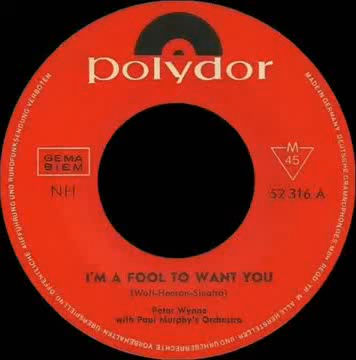 polydor
GEMA
BIEM
NH
M
45
52 316 A
I'M A FOOL TO WANT YOU
(Wolf-Herron-Sinatra)
Peter Wynne
with Paul Murphy's Orchestra
MADE IN GERMANY